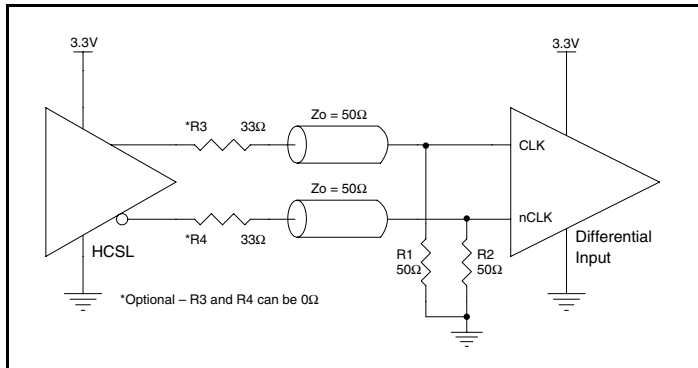 3.3V
3.3V
*R3
33Ω
Zo = 50Ω
CLK
Zo = 50Ω
nCLK
*R4
33Ω
HCSL
R1
50Ω
R2
50Ω
Differential
Input
*Optional – R3 and R4 can be 0Ω